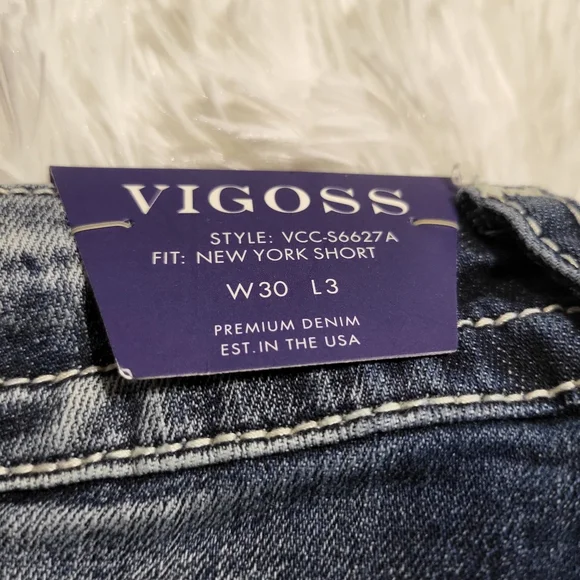 VIGOSS
STYLE: VCC-S6627A
FIT: NEW YORK SHORT
W30 L3
PREMIUM DENIM
EST. IN THE USA